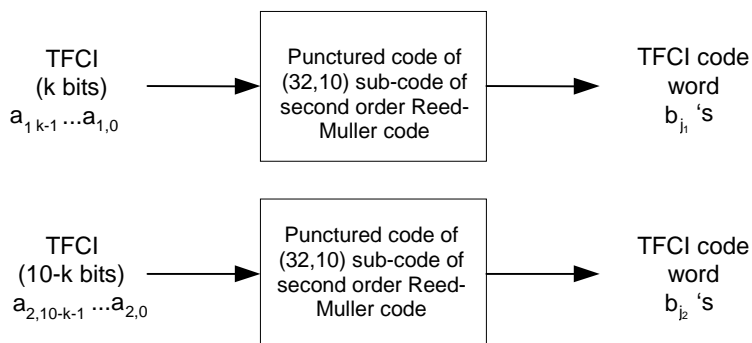 TFCI
(k bits)
a1 k-1 ...a1,0
Punctured code of
(32,10) sub-code of
second order Reed-
Muller code
TFCI code
word
bj1 ‘s
TFCI
(10-k bits)
a2,10-k-1 ...a2,0
Punctured code of
(32,10) sub-code of
second order Reed-
Muller code
TFCI code
word
bj2 ‘s